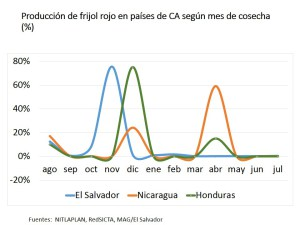 Producción de frijol rojo en países de CA según mes de cosecha
(%)
80%
60%
40%
20%
0%
-20%
ago sep oct nov dic ene feb mar abr may jun jul
El Salvador Nicaragua Honduras
Fuentes: NITLAPLAN, RedSICTA, MAG/El Salvador